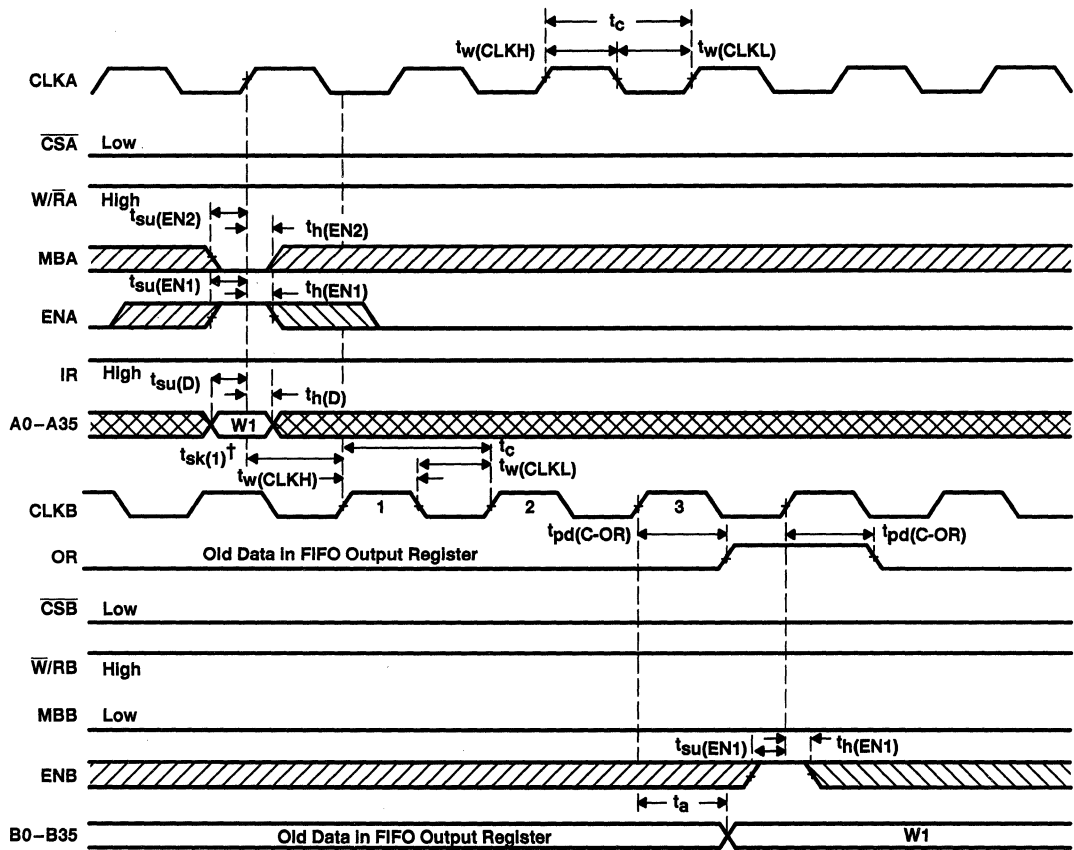 tc
tw(CLKH) tw(CLKL)
CLKA
CSA Low
W/RA High
tsu(EN2) th(EN2)
MBA
tsu(EN1) th(EN1)
ENA
IR High
tsu(D) th(D)
A0–A35 W1
tsk(1)† tc
tw(CLKH) tw(CLKL)
CLKB 1 2 3
tpd(C-OR) tpd(C-OR)
OR Old Data in FIFO Output Register
CSB Low
W/RB High
MBB Low
tsu(EN1) th(EN1)
ENB
ta
B0–B35 Old Data in FIFO Output Register W1